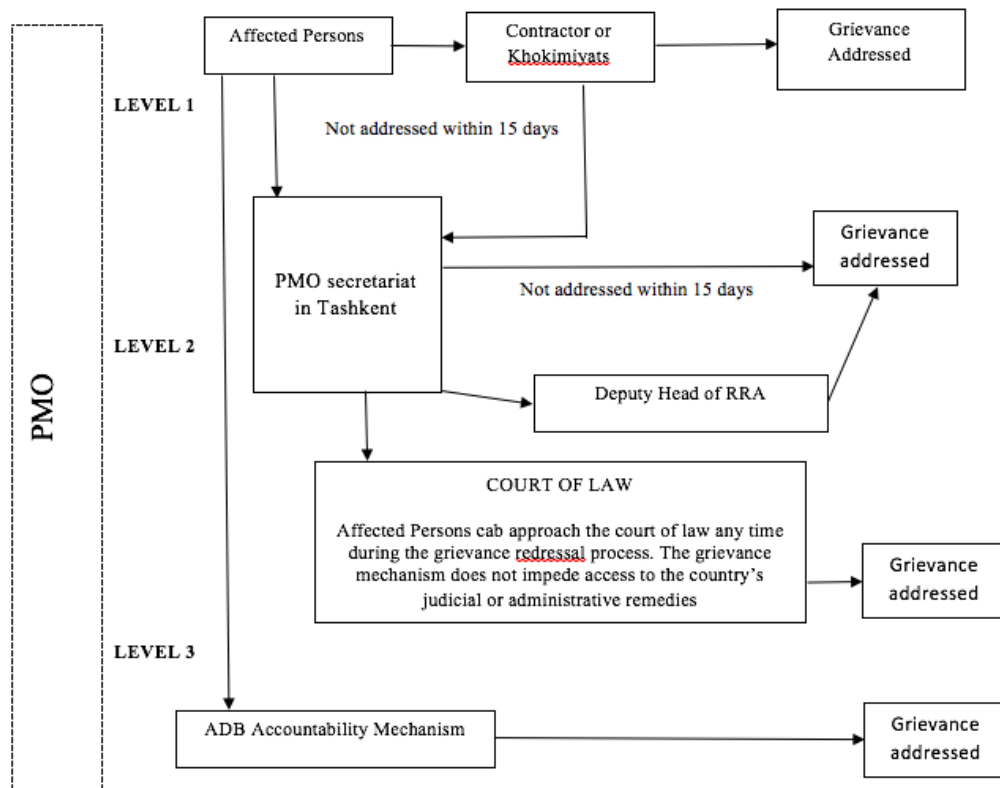 Affected Persons
Contractor or
Khokimiyats
Grievance
Addressed
LEVEL 1
Not addressed within 15 days
PMO secretariat
in Tashkent
Grievance
addressed
Not addressed within 15 days
LEVEL 2
PMO
Deputy Head of RRA
COURT OF LAW
Affected Persons cab approach the court of law any time
during the grievance redressal process. The grievance
mechanism does not impede access to the country’s
judicial or administrative remedies
Grievance
addressed
LEVEL 3
ADB Accountability Mechanism
Grievance
addressed